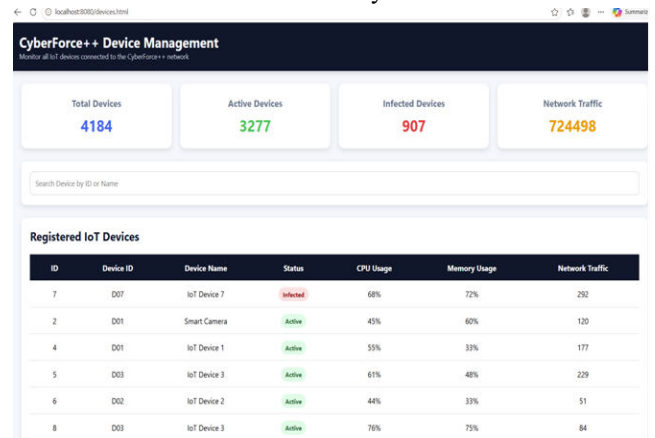 localhost:8080/devices.html
Summariz
CyberForce++ Device Management
Monitor all IoT devices connected to the CyberForce++ network
Total Devices Active Devices Infected Devices Network Traffic
4184 3277 907 724498
Search Device by ID or Name
Registered IoT Devices
ID Device ID Device Name Status CPU Usage Memory Usage Network Traffic
7 D07 IoT Device 7 Infected 68% 72% 292
2 D01 Smart Camera Active 45% 60% 120
4 D01 IoT Device 1 Active 55% 33% 177
5 D03 IoT Device 3 Active 61% 48% 229
6 D02 IoT Device 2 Active 44% 33% 51
8 D03 IoT Device 3 Active 76% 75% 84